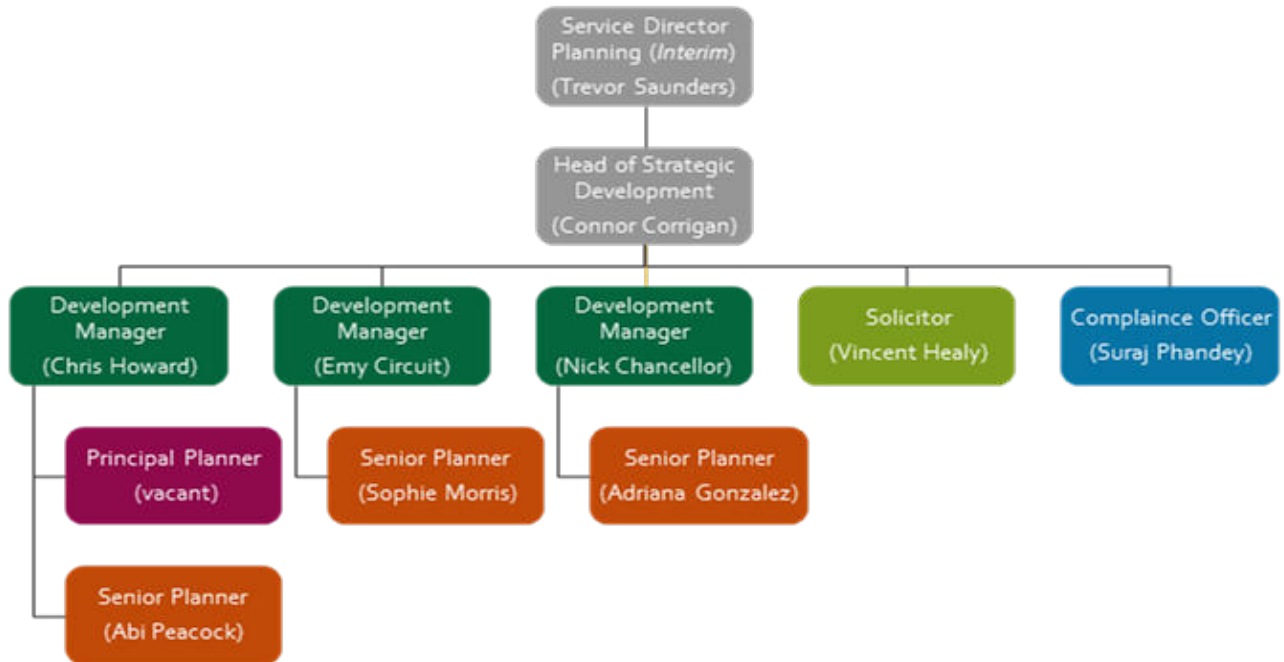 Service Director
Planning (Interim)
(Trevor Saunders)
Head of Strategic
Development
(Connor Corrigan)
Development
Manager
(Chris Howard)
Development
Manager
(Emy Circuit)
Development
Manager
(Nick Chancellor)
Solicitor
(Vincent Healy)
Complaince Officer
(Suraj Phandey)
Principal Planner
(vacant)
Senior Planner
(Sophie Morris)
Senior Planner
(Adriana Gonzalez)
Senior Planner
(Abi Peacock)